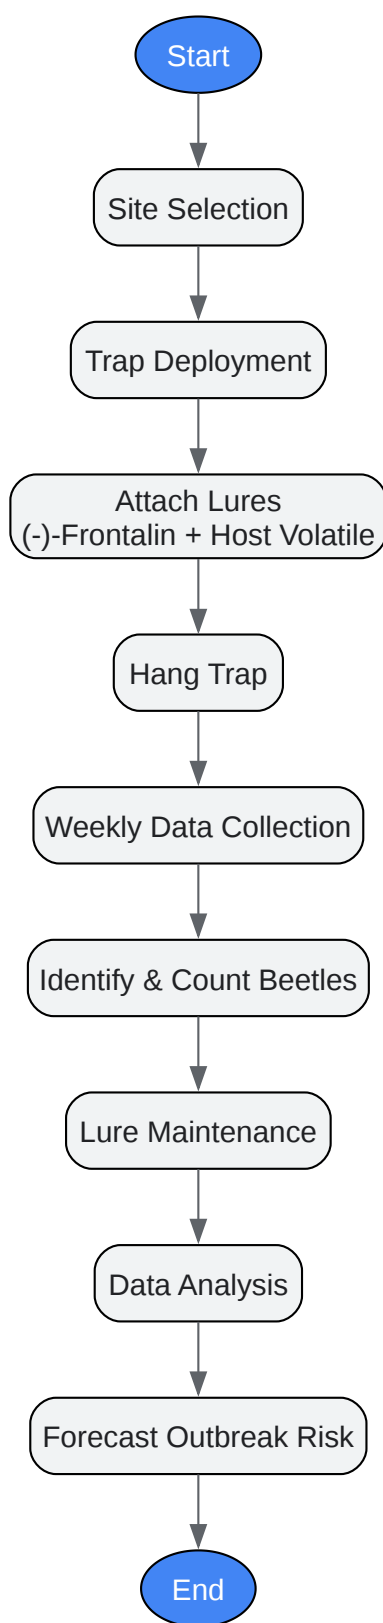 Start
Site Selection
Trap Deployment
Attach Lures
(-)-Frontalin + Host Volatile
Hang Trap
Weekly Data Collection
Identify & Count Beetles
Lure Maintenance
Data Analysis
Forecast Outbreak Risk
End